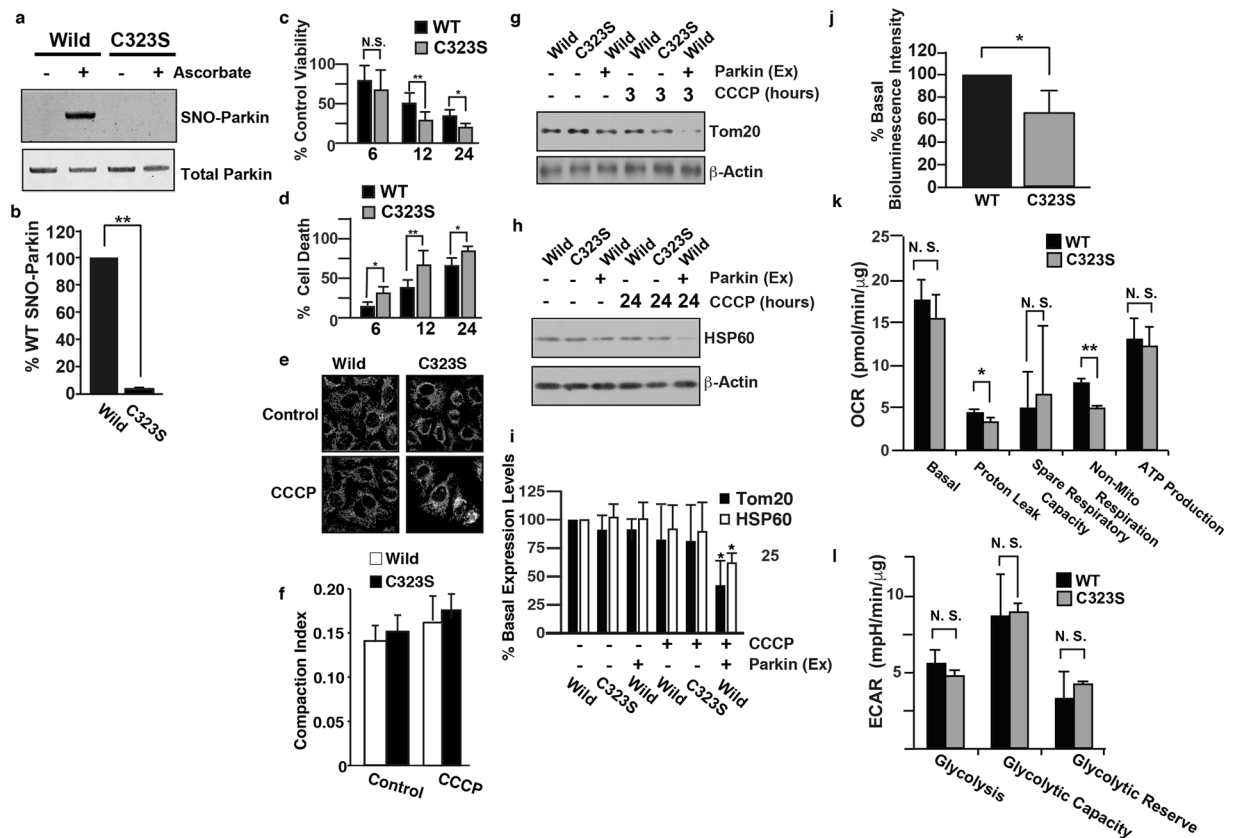 a
Wild C323S
- + - + Ascorbate
SNO-Parkin
Total Parkin
b
**
% WT SNO-Parkin
120
100
80
60
40
20
0
Wild
C323S
c
WT
C323S
% Control Viability
100
50
N.S.
**
*
6 12 24
d
WT
C323S
% Cell Death
100
50
0
*
**
*
6 12 24
e
Wild C323S
Control
CCCP
f
Wild
C323S
Compaction Index
0.20
0.15
0.10
0.05
0
Control
CCCP
g
Wild C323S Wild Wild C323S Wild
- - + - - + Parkin (Ex)
- - - 3 3 3 CCCP (hours)
Tom20
β-Actin
h
Wild C323S Wild Wild C323S Wild
- - + - - + Parkin (Ex)
- - - 24 24 24 CCCP (hours)
HSP60
β-Actin
i
% Basal Expression Levels
125
100
75
50
25
0
Tom20
HSP60
25
* *
- - - + + + CCCP
- - + - - + Parkin (Ex)
Wild C323S Wild Wild C323S Wild
j
% Basal
Bioluminescence Intensity
120
100
80
60
40
20
0
*
WT C323S
k
WT
C323S
OCR (pmol/min/µg)
25
20
15
10
5
0
N. S.
*
N. S.
**
N. S.
Basal
Proton Leak
Spare Respiratory
Capacity
Non-Mito
Respiration
ATP Production
l
WT
C323S
ECAR (mpH/min/µg)
10
5
N. S.
N. S.
N. S.
Glycolysis
Glycolytic Capacity
Glycolytic Reserve